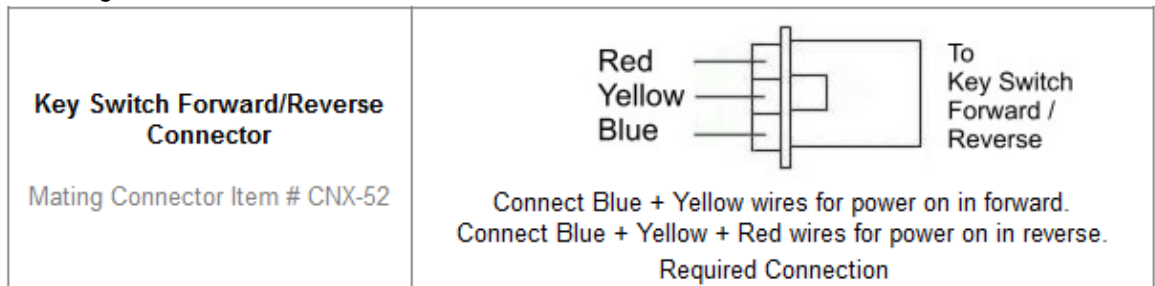 Key Switch Forward/Reverse
Connector
Mating Connector Item # CNX-52
Red
Yellow
Blue
To
Key Switch
Forward /
Reverse
Connect Blue + Yellow wires for power on in forward.
Connect Blue + Yellow + Red wires for power on in reverse.
Required Connection